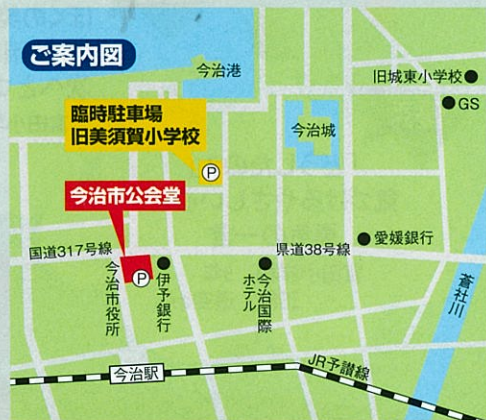 ご案内図
今治港
旧城東小学校
GS
臨時駐車場
旧美須賀小学校
今治城
P
今治市公会堂
国道317号線
県道38号線
愛媛銀行
P
今治市役所
伊予銀行
今治国際
ホテル
蒼社川
今治駅
JR予讃線